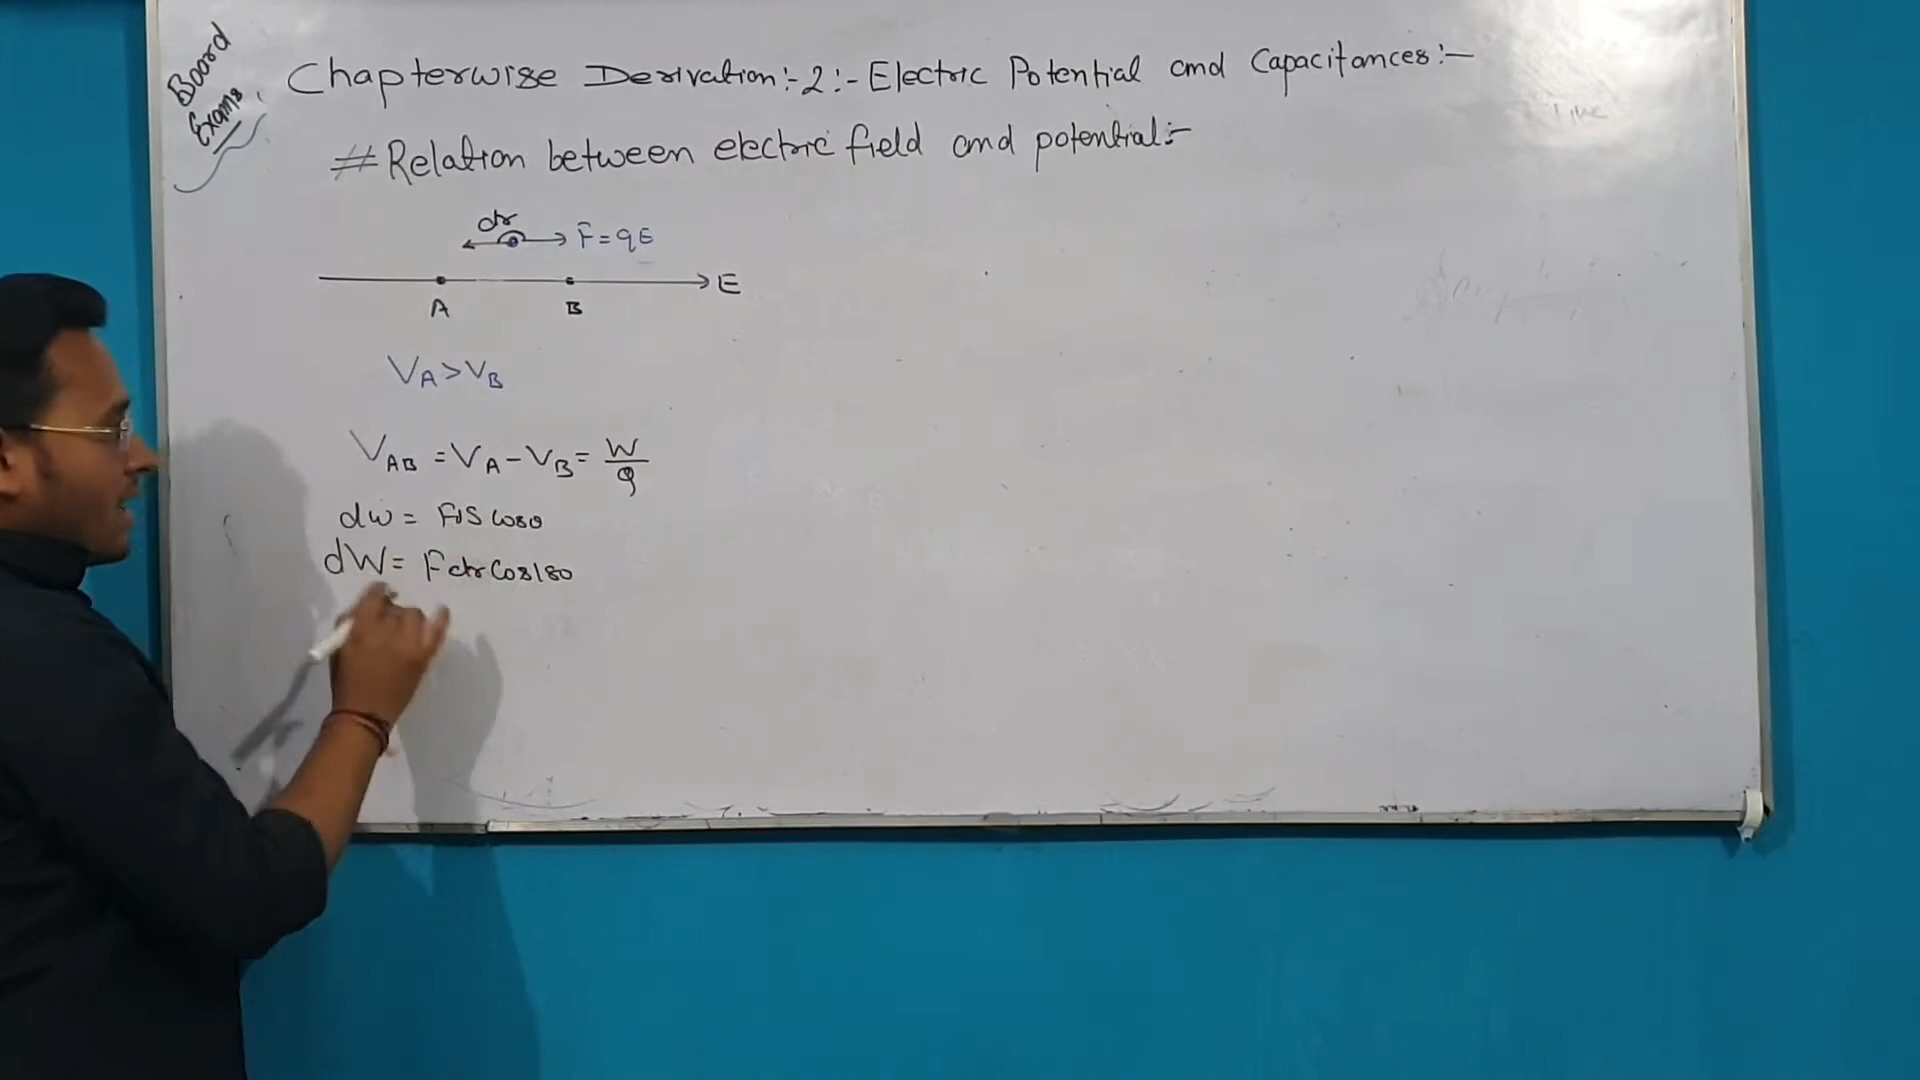 Board
Exams
Chapterwise Derivation:-2:- Electric Potential and Capacitances:-
# Relation between electric field and potential:-
dr
F=qE
E
A B
VA>VB
VAB = VA-VB= W/q
dw = FdS cosθ
dW= Fdr Cos180